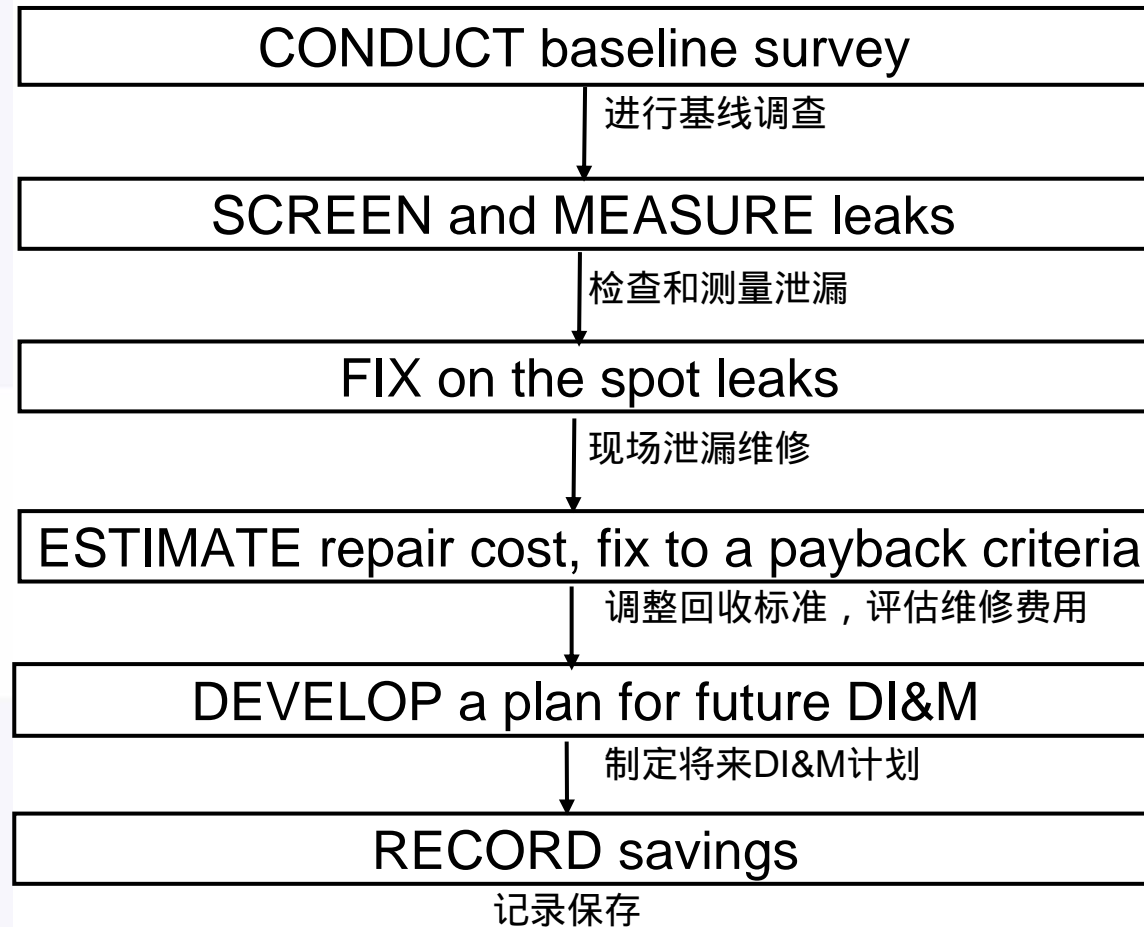 CONDUCT baseline survey
进行基线调查
SCREEN and MEASURE leaks
检查和测量泄漏
FIX on the spot leaks
现场泄漏维修
ESTIMATE repair cost, fix to a payback criteria
调整回收标准，评估维修费用
DEVELOP a plan for future DI&M
制定将来DI&M计划
RECORD savings
记录保存